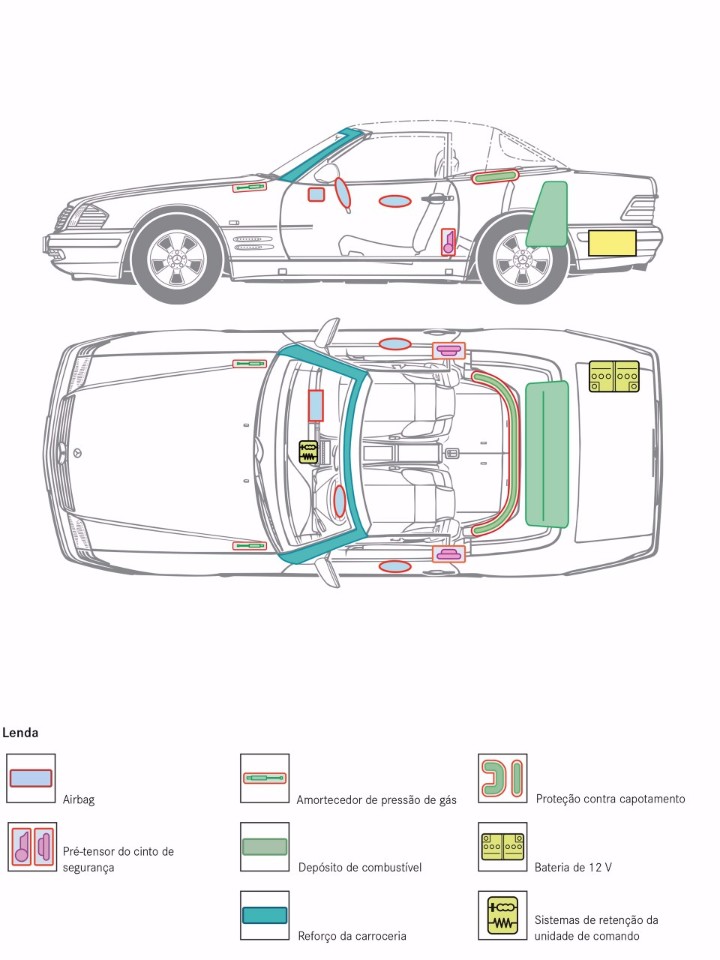 Lenda
Airbag
Amortecedor de pressão de gás
Proteção contra capotamento
Pré-tensor do cinto de
segurança
Depósito de combustível
Bateria de 12 V
Reforço da carroceria
Sistemas de retenção da
unidade de comando